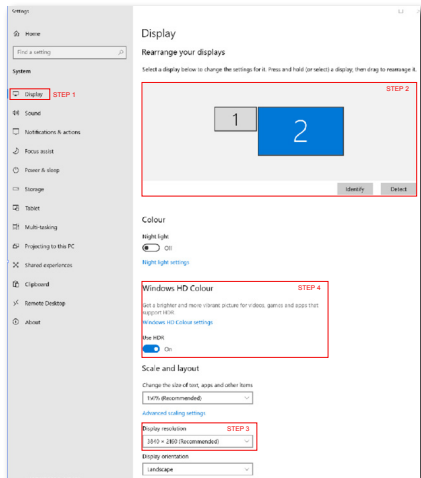 Settings
Home
Find a setting
System
Display STEP 1
Sound
Notifications & actions
Focus assist
Power & sleep
Storage
Tablet
Multi-tasking
Projecting to this PC
Shared experiences
Clipboard
Remote Desktop
About
Display
Rearrange your displays
Select a display below to change the settings for it. Press and hold (or select) a display, then drag to rearrange it.
STEP 2
1
2
Identify Detect
Colour
Night light
Off
Night light settings
Windows HD Colour STEP 4
Get a brighter and more vibrant picture for videos, games and apps that
support HDR.
Windows HD Colour settings
Use HDR
On
Scale and layout
Change the size of text, apps and other items
(Recommended)
Advanced scaling settings
Display resolution STEP 3
3840 × 2160 (Recommended)
Display orientation
Landscape